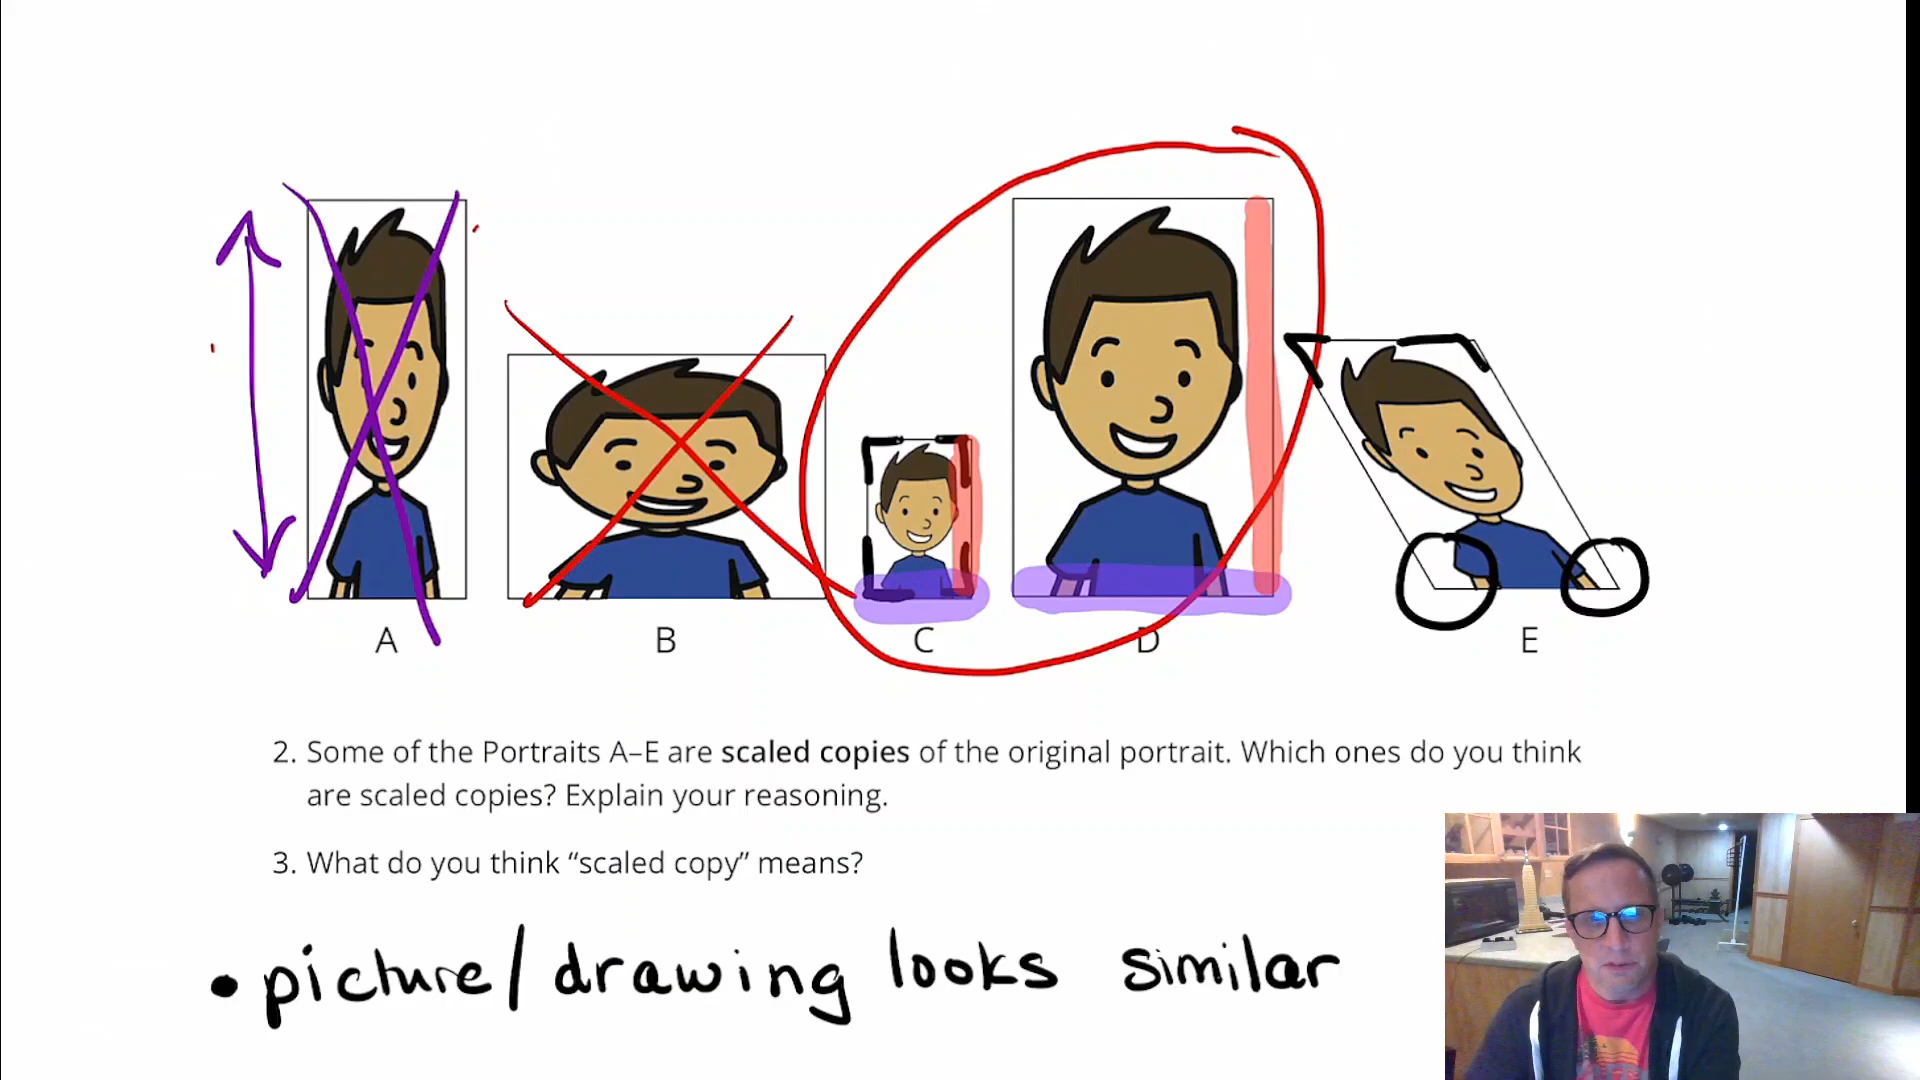 A B C D E
2. Some of the Portraits A–E are scaled copies of the original portrait. Which ones do you think
are scaled copies? Explain your reasoning.
3. What do you think “scaled copy” means?
• picture/drawing looks similar